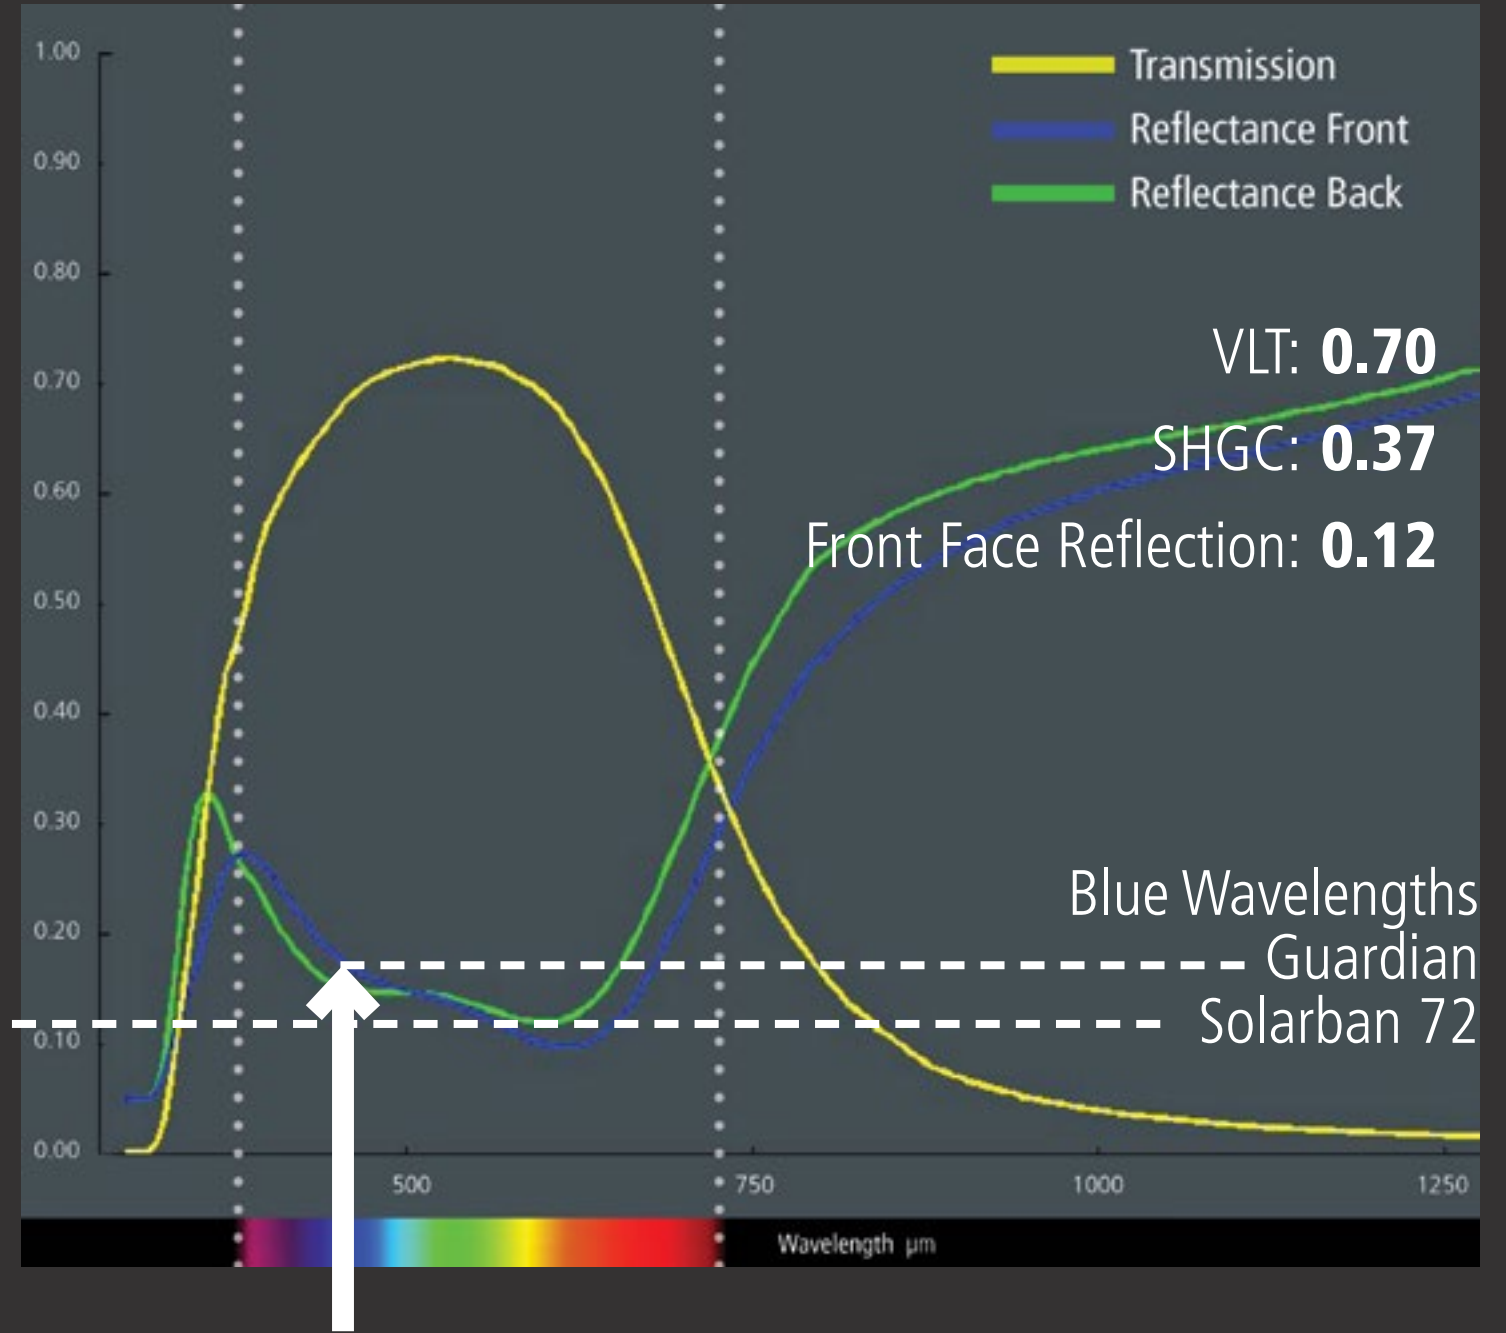 1.00
0.90
0.80
0.70
0.60
0.50
0.40
0.30
0.20
0.10
0.00
Transmission
Reflectance Front
Reflectance Back
VLT: 0.70
SHGC: 0.37
Front Face Reflection: 0.12
Blue Wavelengths
Guardian
Solarban 72
500
750
1000
1250
Wavelength µm